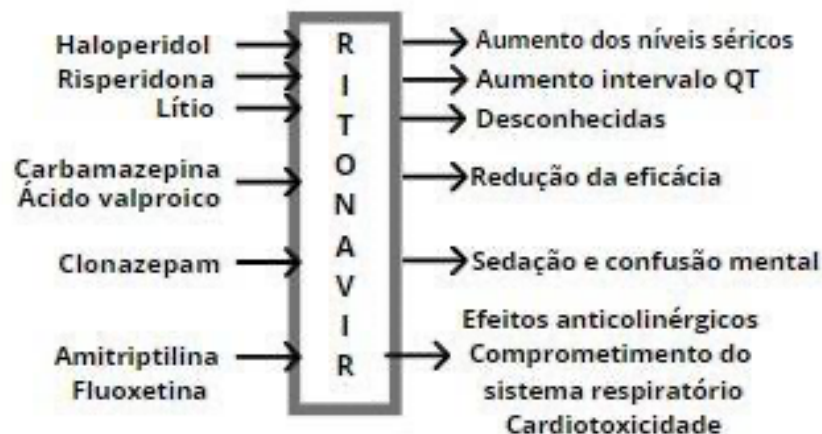 Haloperidol
Risperidona
Lítio
Carbamazepina
Ácido valproico
Clonazepam
Amitriptilina
Fluoxetina
RITONAVIR
Aumento dos níveis séricos
Aumento intervalo QT
Desconhecidas
Redução da eficácia
Sedação e confusão mental
Efeitos anticolinérgicos
Comprometimento do
sistema respiratório
Cardiotoxicidade